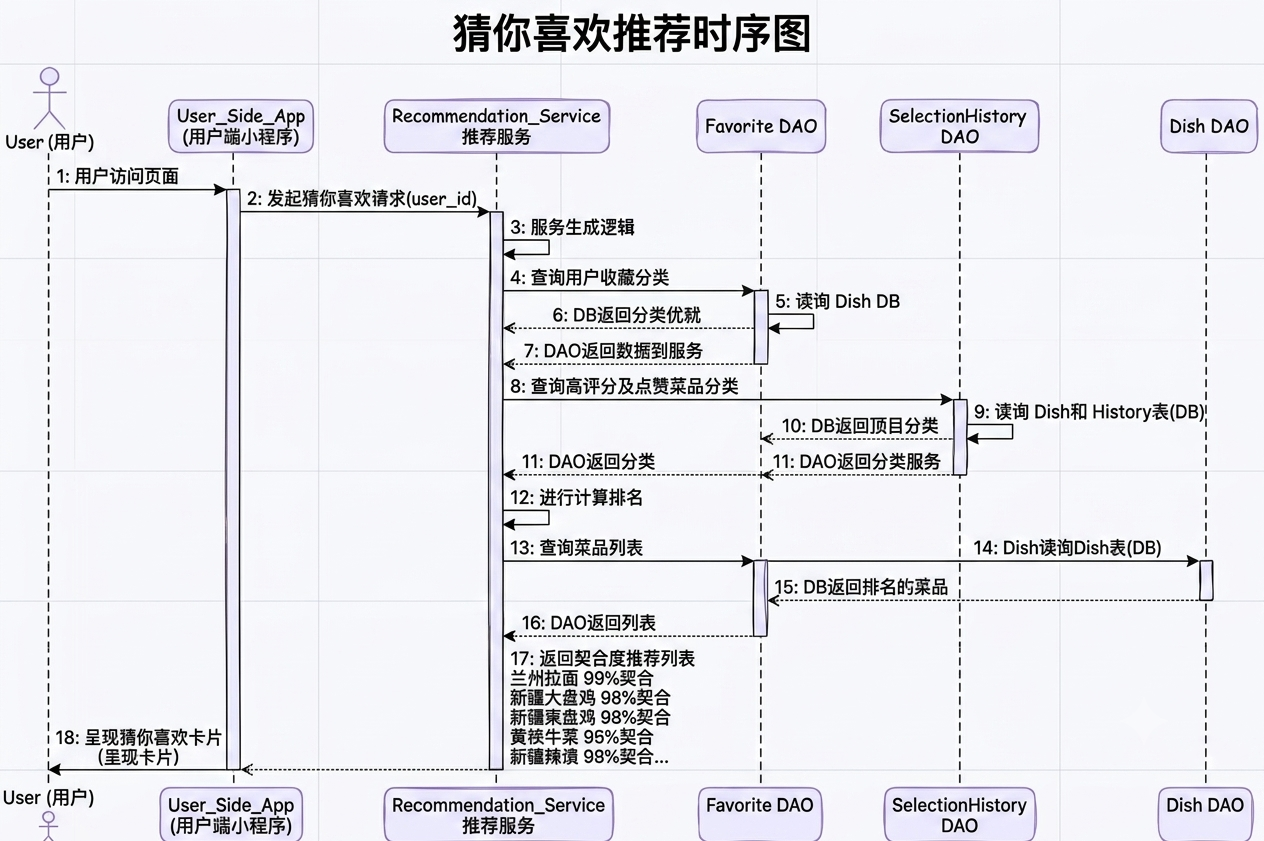 猜你喜欢推荐时序图
User (用户)
User_Side_App
(用户端小程序)
Recommendation_Service
推荐服务
Favorite DAO
SelectionHistory
DAO
Dish DAO
1: 用户访问页面
2: 发起猜你喜欢请求(user_id)
3: 服务生成逻辑
4: 查询用户收藏分类
5: 读询 Dish DB
6: DB返回分类优就
7: DAO返回数据到服务
8: 查询高评分及点赞菜品分类
9: 读询 Dish和 History表(DB)
10: DB返回顶目分类
11: DAO返回分类
11: DAO返回分类服务
12: 进行计算排名
13: 查询菜品列表
14: Dish读询Dish表(DB)
15: DB返回排名的菜品
16: DAO返回列表
17: 返回契合度推荐列表
兰州拉面 99%契合
新疆大盘鸡 98%契合
新疆盘鸡 98%契合
黄牛菜 95%契合
新疆辣 98%契合...
18: 呈现猜你喜欢卡片
(呈现卡片)
User (用户)
User_Side_App
(用户端小程序)
Recommendation_Service
推荐服务
Favorite DAO
SelectionHistory
DAO
Dish DAO